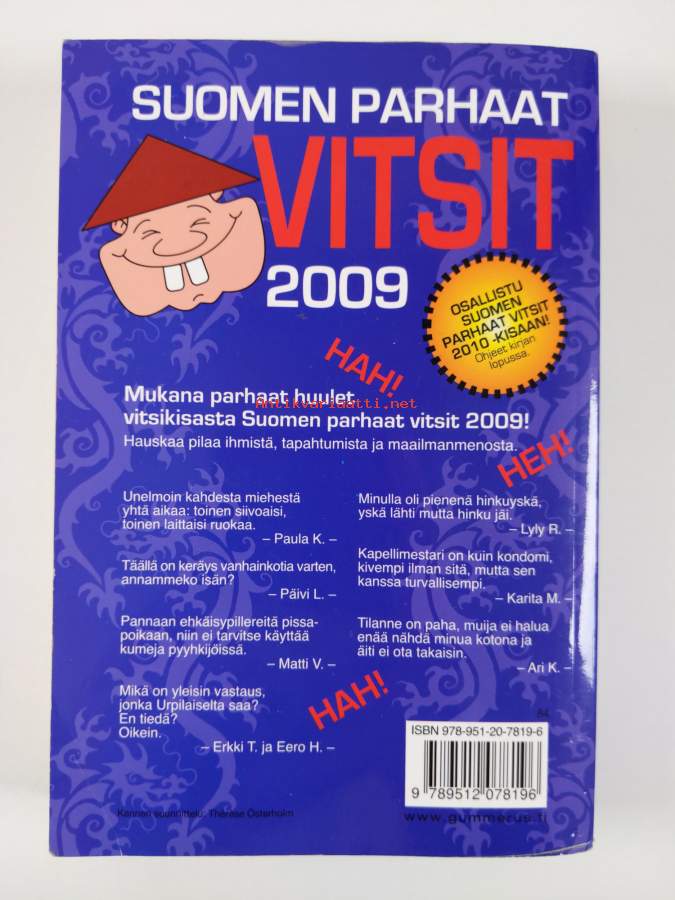 SUOMEN PARHAAT
VITSIT
2009
OSALLISTU
SUOMEN
PARHAAT VITSIT
2010 -KISAAN!
Ohjeet kirjan
lopussa.
HAH!
Mukana parhaat huulet
vitsikisasta Suomen parhaat vitsit 2009!
Antikvariaatti.net
Hauskaa pilaa ihmistä, tapahtumista ja maailmanmenosta.
HEH!
Unelmoin kahdesta miehestä
yhtä aikaa: toinen siivoaisi,
toinen laittaisi ruokaa.
– Paula K. –
Täällä on keräys vanhainkotia varten,
annammeko isän?
– Päivi L. –
Pannaan ehkäisypillereitä pissa-
poikaan, niin ei tarvitse käyttää
kumeja pyyhkijöissä.
– Matti V. –
Mikä on yleisin vastaus,
jonka Urpilaiselta saa?
En tiedä?
Oikein.
– Erkki T. ja Eero H. –
Minulla oli pienenä hinkuyskä,
yskä lähti mutta hinku jäi.
– Lyly R. –
Kapellimestari on kuin kondomi,
kivempi ilman sitä, mutta sen
kanssa turvallisempi.
– Karita M. –
Tilanne on paha, muija ei halua
enää nähdä minua kotona ja
äiti ei ota takaisin.
– Ari K. –
HAH!
84
ISBN 978-951-20-7819-6
9 789512 078196
www.gummerus.fi
Kannen suunnittelu: Thérèse Österholm